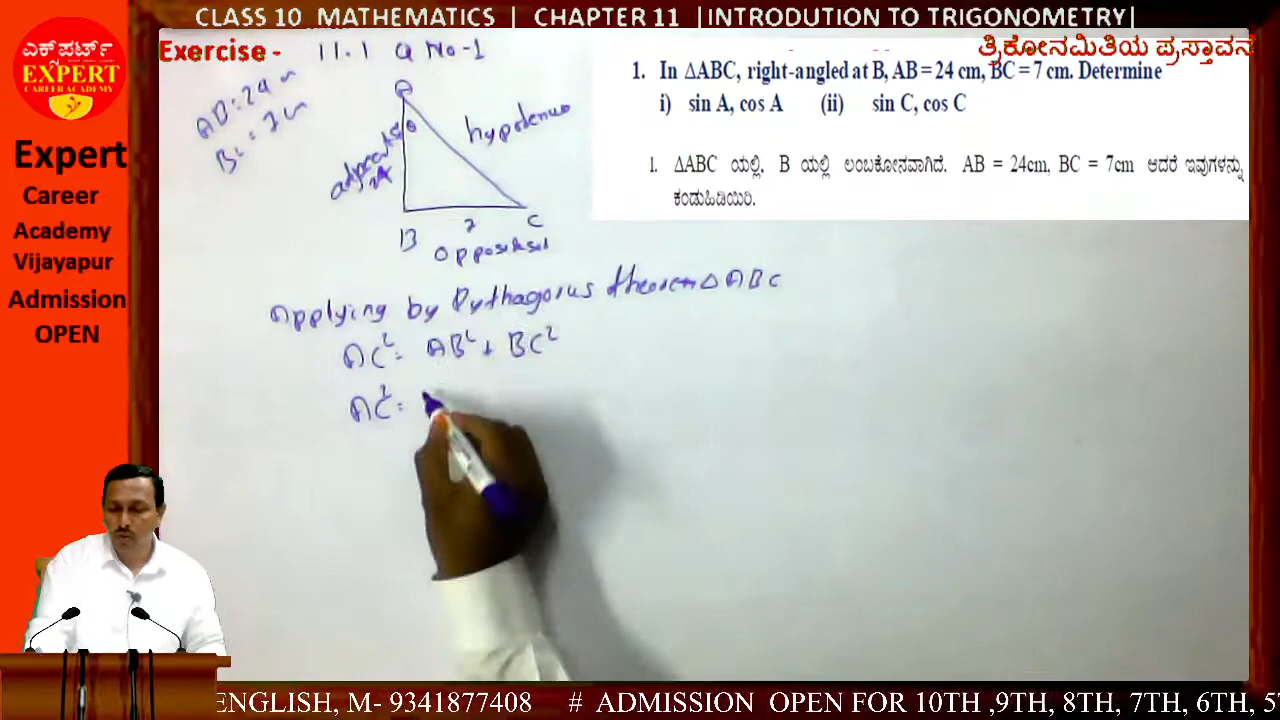 CLASS 10 MATHEMATICS | CHAPTER 11 |INTRODUTION TO TRIGONOMETRY|
ತ್ರಿಕೋನಮಿತಿಯ ಪ್ರಸ್ತಾವನೆ
ಎಕ್ಸ್‌ಪರ್ಟ್
EXPERT
CAREER ACADEMY
Expert
Career
Academy
Vijayapur
Admission
OPEN
Exercise - 11.1 Q No-1
AB = 24 cm
BC = 7 cm
A
θ
hypotenus
adjacent
24
B
7
C
Opposite
1. In ΔABC, right-angled at B, AB = 24 cm, BC = 7 cm. Determine
i) sin A, cos A (ii) sin C, cos C
1. ΔABC ಯಲ್ಲಿ, B ಯಲ್ಲಿ ಲಂಬಕೋನವಾಗಿದೆ. AB = 24cm, BC = 7cm ಆದರೆ ಇವುಗಳನ್ನು
ಕಂಡುಹಿಡಿಯಿರಿ.
Applying by Pythagorus theorem Δ ABC
AC² = AB² + BC²
AC² =
ENGLISH, M- 9341877408 # ADMISSION OPEN FOR 10TH ,9TH, 8TH, 7TH, 6TH, 5